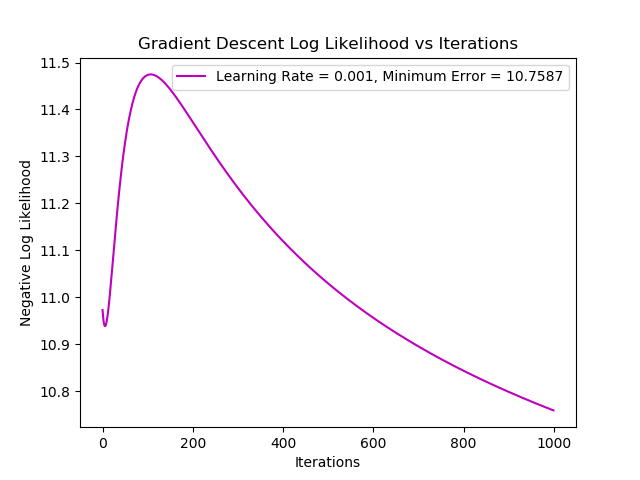 Gradient Descent Log Likelihood vs Iterations
Learning Rate = 0.001, Minimum Error = 10.7587
Negative Log Likelihood
11.5
11.4
11.3
11.2
11.1
11.0
10.9
10.8
0 200 400 600 800 1000
Iterations